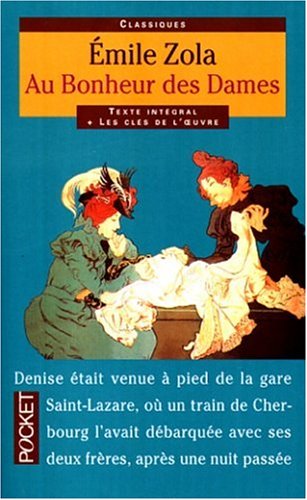 CLASSIQUES
Émile Zola
Au Bonheur des Dames
TEXTE INTÉGRAL
+ LES CLÉS DE L'ŒUVRE
Denise était venue à pied de la gare
Saint-Lazare, où un train de Cher-
bourg l'avait débarquée avec ses
deux frères, après une nuit passée
POCKET